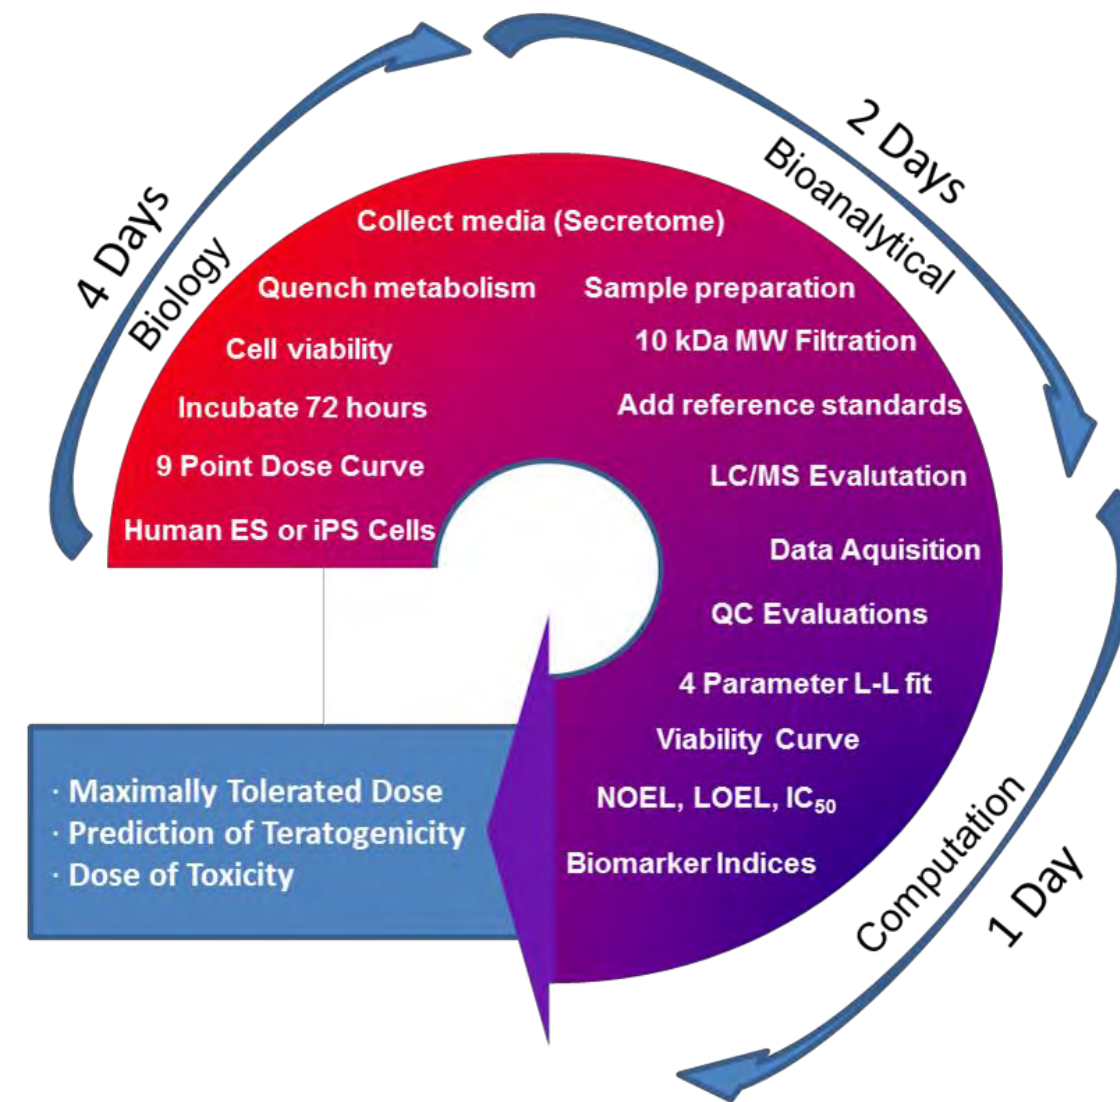 4 Days
Biology
2 Days
Bioanalytical
Collect media (Secretome)
Quench metabolism
Sample preparation
Cell viability
10 kDa MW Filtration
Incubate 72 hours
Add reference standards
9 Point Dose Curve
LC/MS Evalutation
Human ES or iPS Cells
Data Aquisition
QC Evaluations
4 Parameter L-L fit
Viability Curve
NOEL, LOEL, IC50
Biomarker Indices
Computation
1 Day
· Maximally Tolerated Dose
· Prediction of Teratogenicity
· Dose of Toxicity